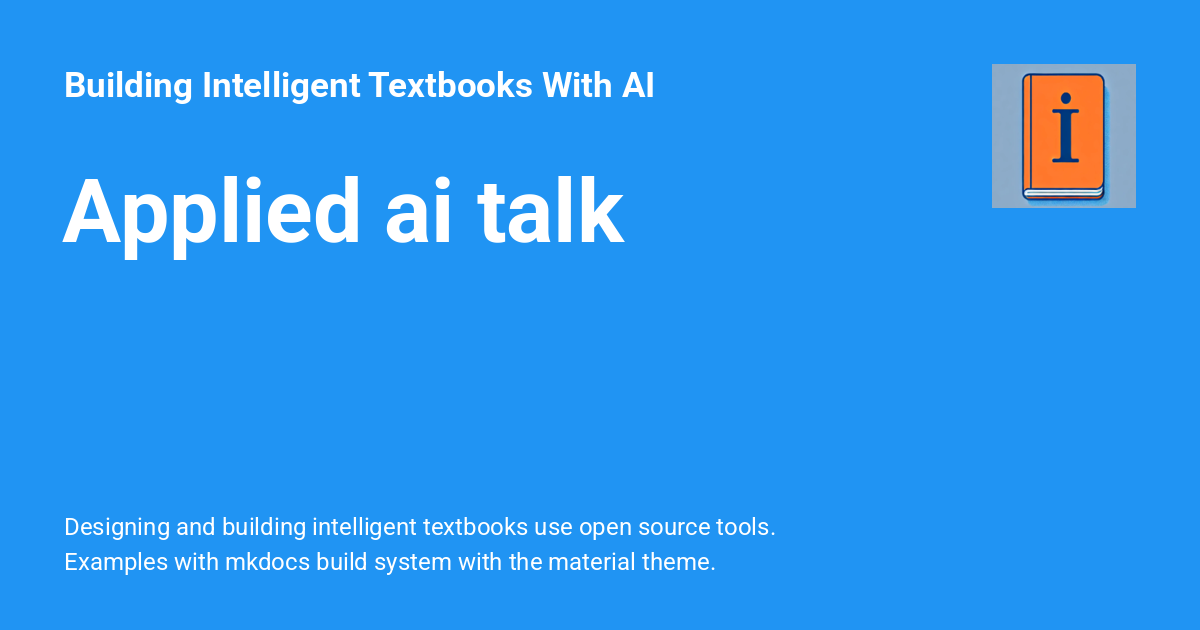 Building Intelligent Textbooks With AI
i
Applied ai talk
Designing and building intelligent textbooks use open source tools.
Examples with mkdocs build system with the material theme.